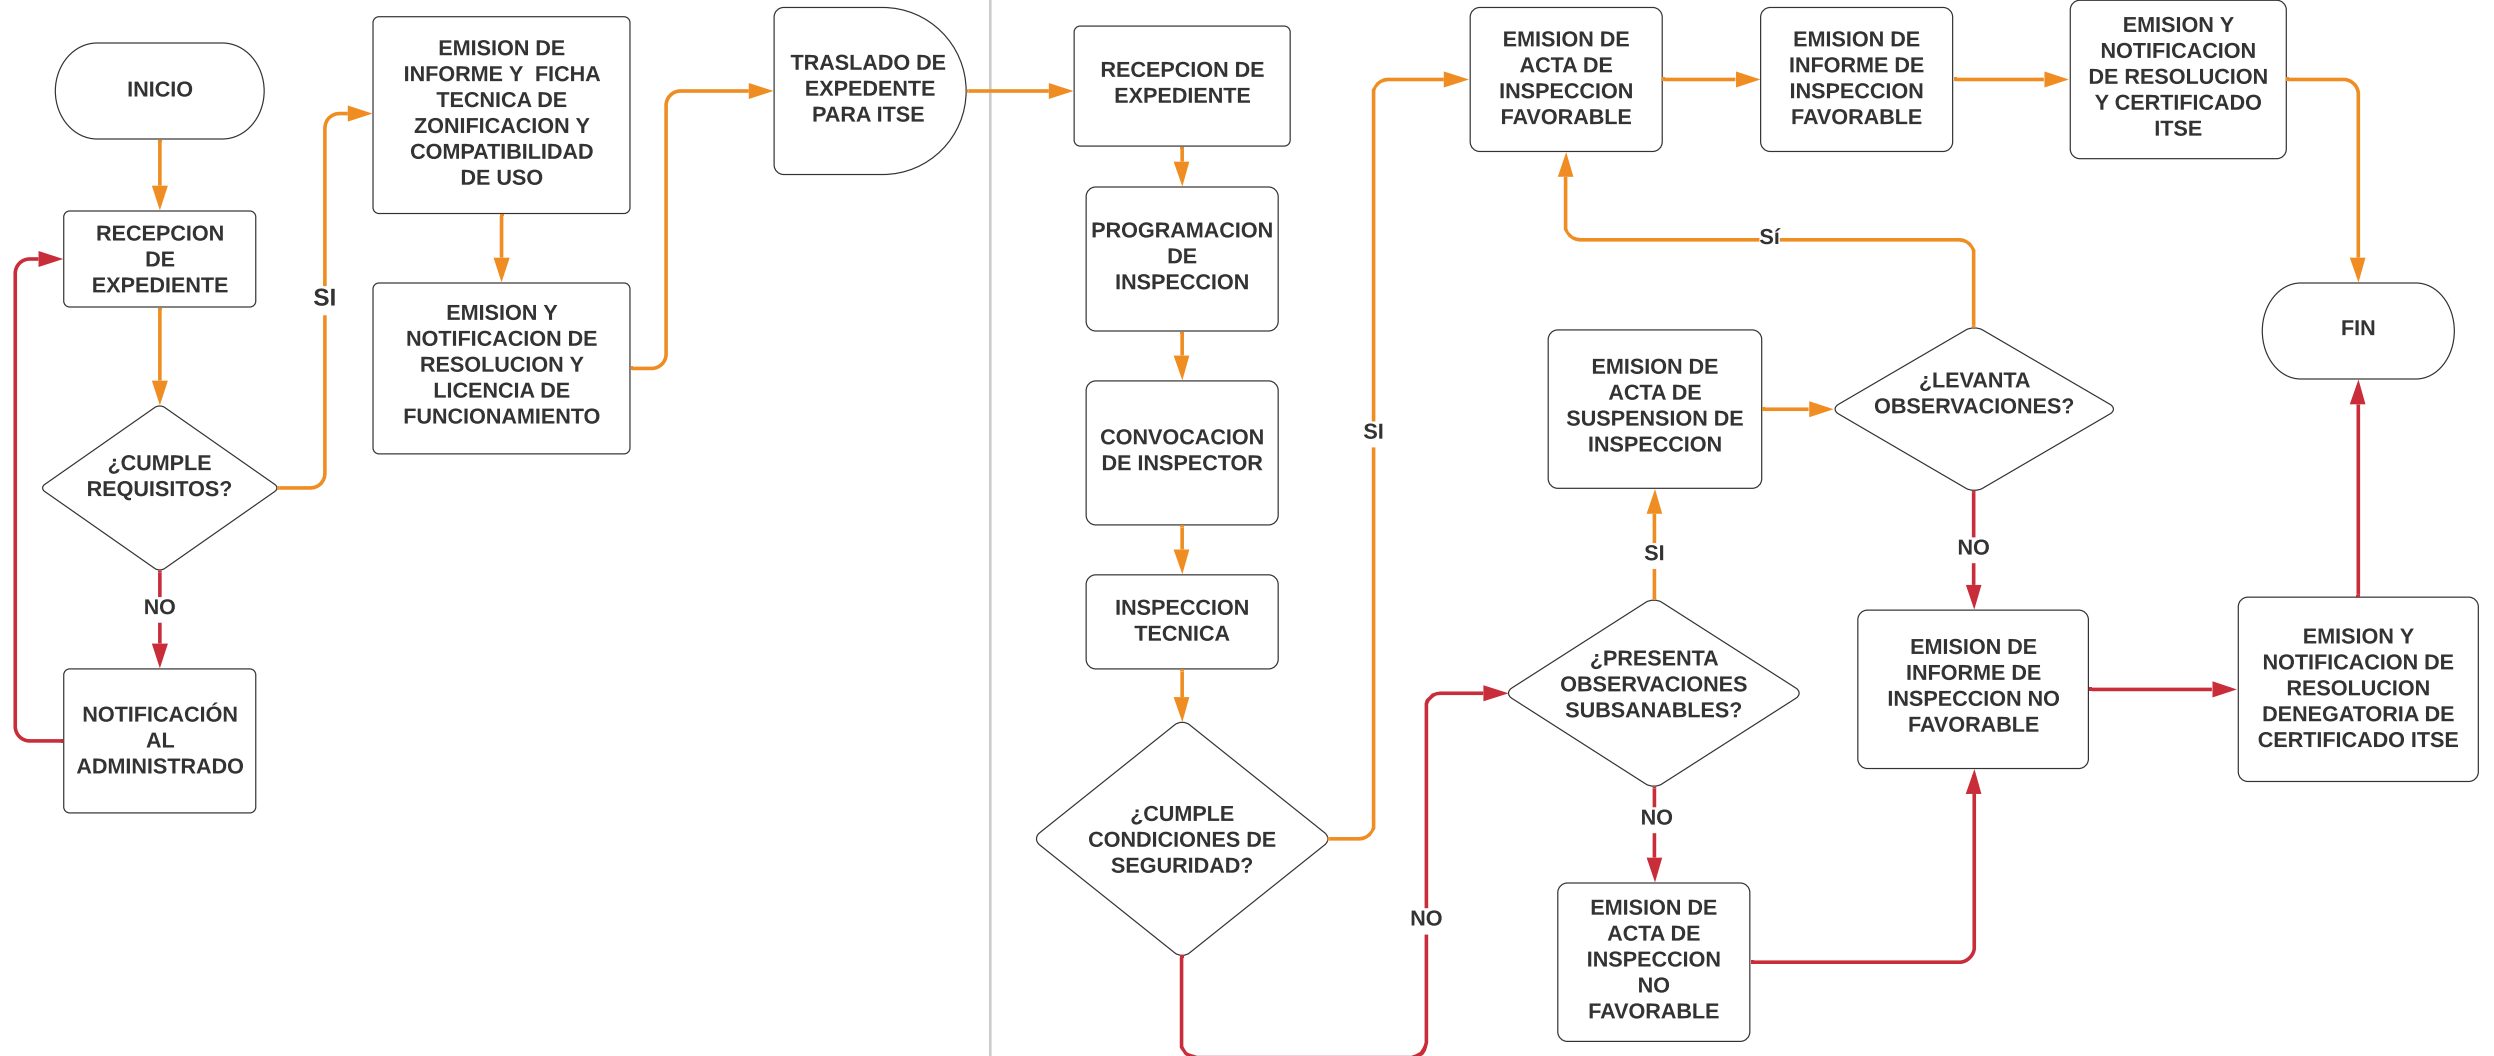 INICIO
RECEPCION
DE
EXPEDIENTE
¿CUMPLE
REQUISITOS?
NO
NOTIFICACIÓN
AL
ADMINISTRADO
SI
EMISION DE
INFORME Y FICHA
TECNICA DE
ZONIFICACION Y
COMPATIBILIDAD
DE USO
EMISION Y
NOTIFICACION DE
RESOLUCION Y
LICENCIA DE
FUNCIONAMIENTO
TRASLADO DE
EXPEDIENTE
PARA ITSE
RECEPCION DE
EXPEDIENTE
PROGRAMACION
DE
INSPECCION
CONVOCACION
DE INSPECTOR
INSPECCION
TECNICA
¿CUMPLE
CONDICIONES DE
SEGURIDAD?
SI
NO
EMISION DE
ACTA DE
INSPECCION
FAVORABLE
EMISION DE
INFORME DE
INSPECCION
FAVORABLE
EMISION Y
NOTIFICACION
DE RESOLUCION
Y CERTIFICADO
ITSE
Sí
FIN
EMISION DE
ACTA DE
SUSPENSION DE
INSPECCION
¿LEVANTA
OBSERVACIONES?
SI
NO
¿PRESENTA
OBSERVACIONES
SUBSANABLES?
NO
EMISION DE
INFORME DE
INSPECCION NO
FAVORABLE
EMISION Y
NOTIFICACION DE
RESOLUCION
DENEGATORIA DE
CERTIFICADO ITSE
EMISION DE
ACTA DE
INSPECCION
NO
FAVORABLE